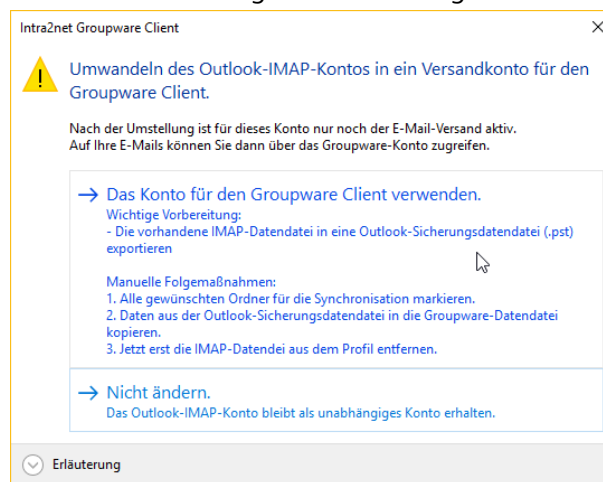 Intra2net Groupware Client
Umwandeln des Outlook-IMAP-Kontos in ein Versandkonto für den
Groupware Client.
Nach der Umstellung ist für dieses Konto nur noch der E-Mail-Versand aktiv.
Auf Ihre E-Mails können Sie dann über das Groupware-Konto zugreifen.
Das Konto für den Groupware Client verwenden.
Wichtige Vorbereitung:
- Die vorhandene IMAP-Datendatei in eine Outlook-Sicherungsdatendatei (.pst)
exportieren
Manuelle Folgemaßnahmen:
1. Alle gewünschten Ordner für die Synchronisation markieren.
2. Daten aus der Outlook-Sicherungsdatendatei in die Groupware-Datendatei
kopieren.
3. Jetzt erst die IMAP-Datendei aus dem Profil entfernen.
Nicht ändern.
Das Outlook-IMAP-Konto bleibt als unabhängiges Konto erhalten.
Erläuterung